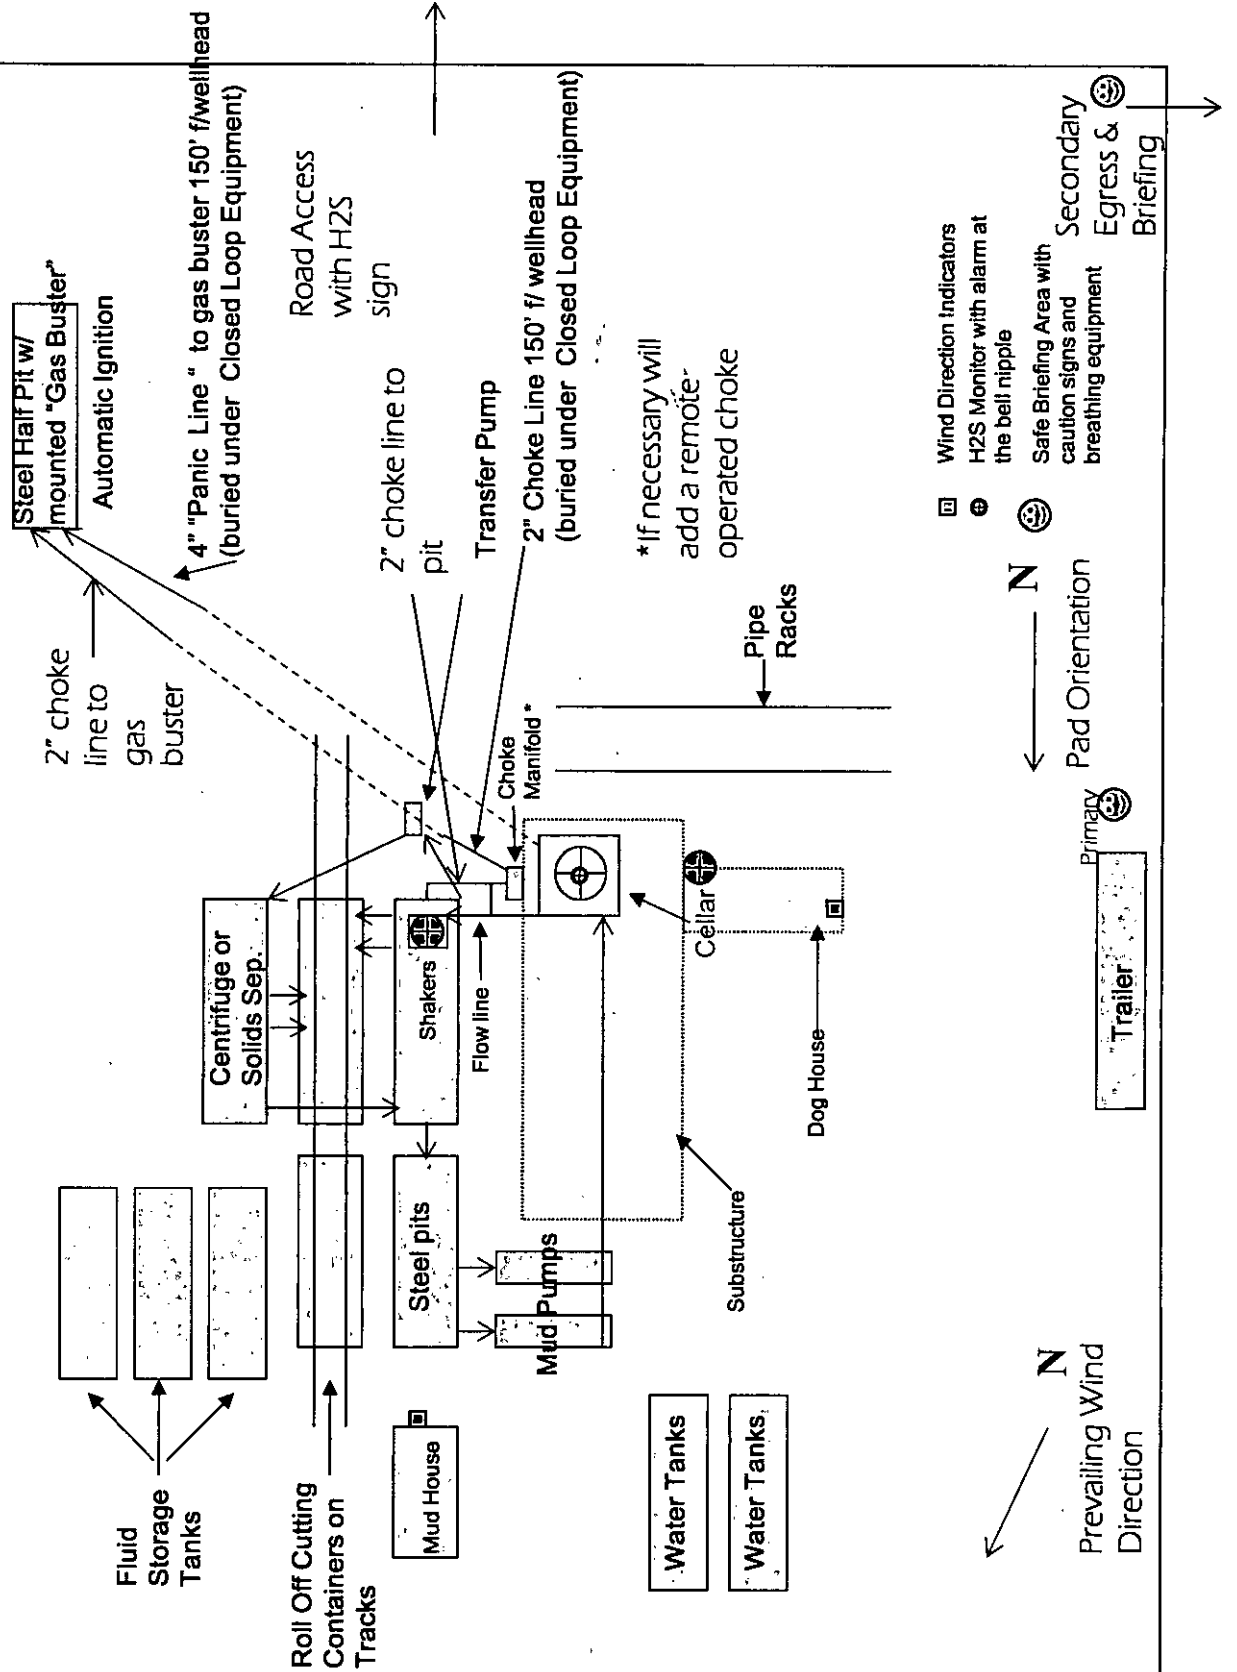 Fluid
Storage
Tanks
Roll Off Cutting
Containers on
Tracks
Mud House
Water Tanks
Water Tanks
Prevailing Wind
Direction
N
Centrifuge or
Solids Sep.
Shakers
Steel pits
Mud Pumps
Flow line
Substructure
Dog House
Cellar
Trailer
Primary
Pad Orientation
N
2" choke
line to
gas
buster
Steel Half Pit w/
mounted "Gas Buster"
Automatic Ignition
4" "Panic Line " to gas buster 150' f/wellhead
(buried under Closed Loop Equipment)
Road Access
with H2S
sign
2" choke line to
pit
Transfer Pump
2" Choke Line 150' f/ wellhead
(buried under Closed Loop Equipment)
Choke
Manifold *
*If necessary will
add a remote-
operated choke
Pipe
Racks
Wind Direction Indicators
H2S Monitor with alarm at
the bell nipple
Safe Briefing Area with
caution signs and
breathing equipment
Secondary
Egress &
Briefing